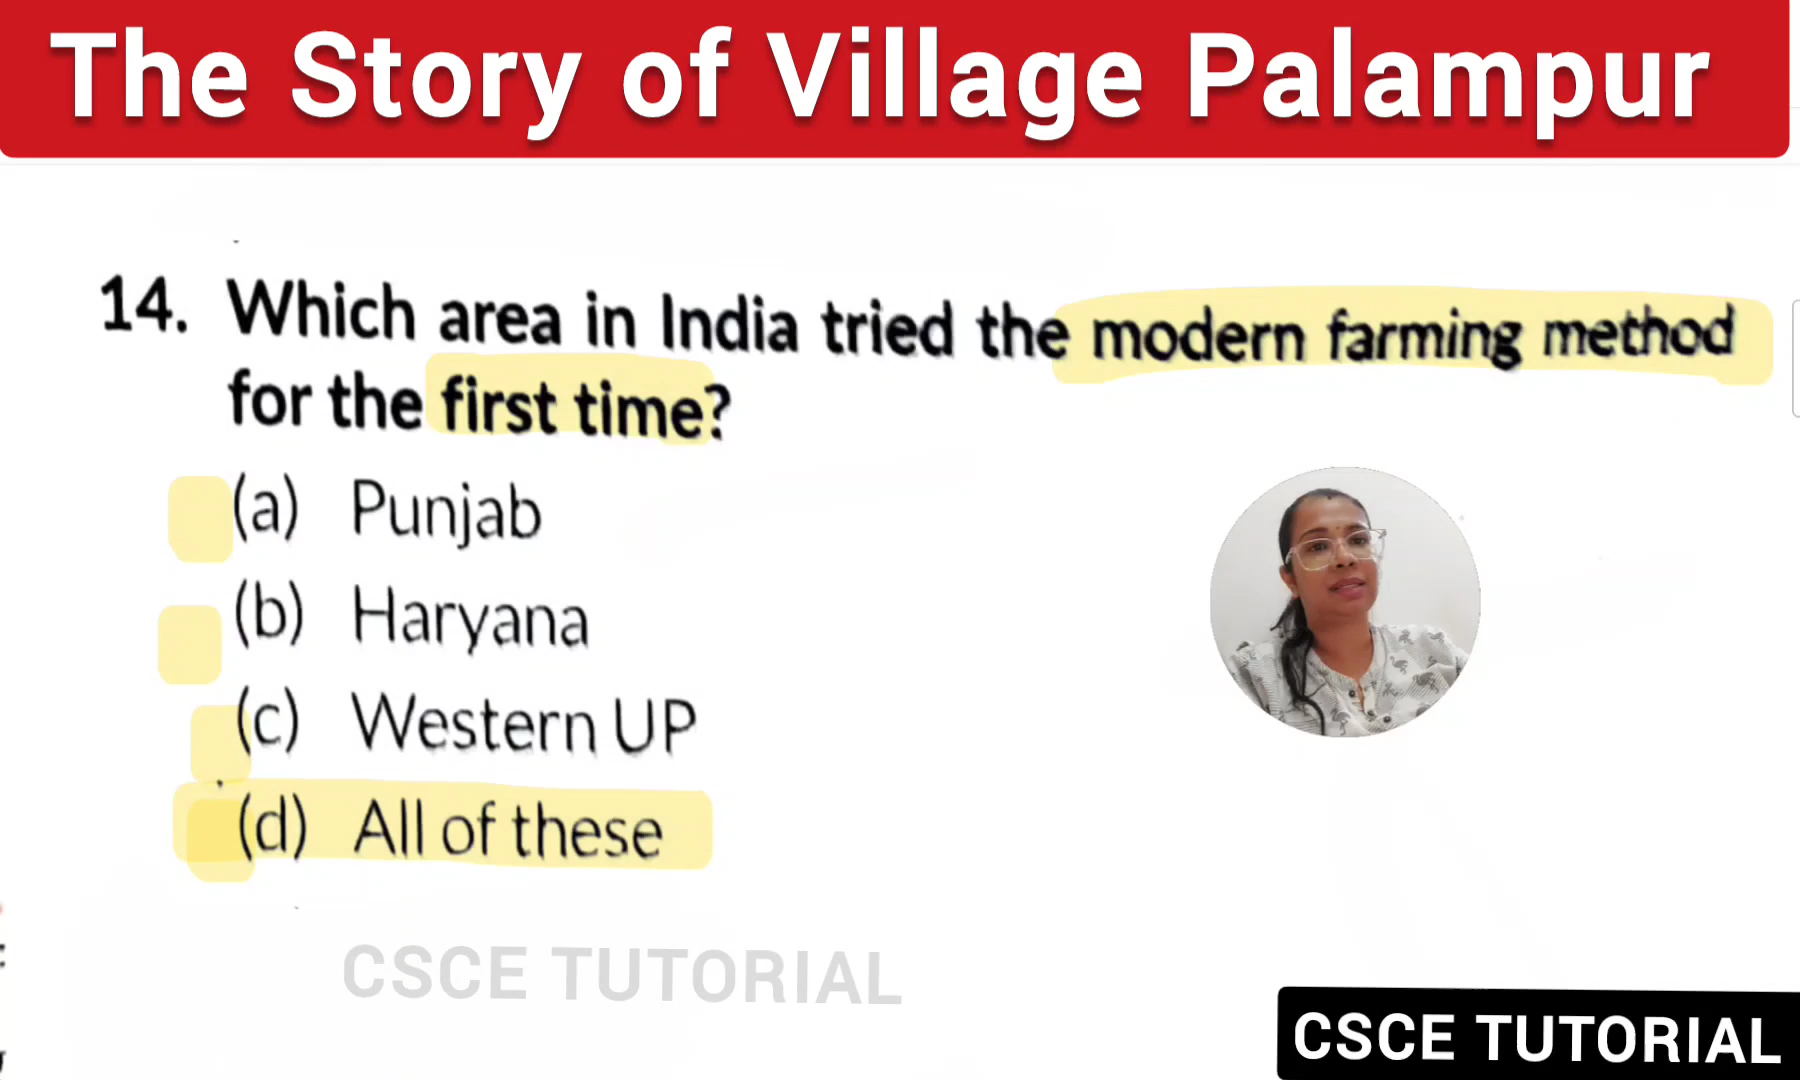 The Story of Village Palampur
14. Which area in India tried the modern farming method
for the first time?
(a) Punjab
(b) Haryana
(c) Western UP
(d) All of these
CSCE TUTORIAL
CSCE TUTORIAL